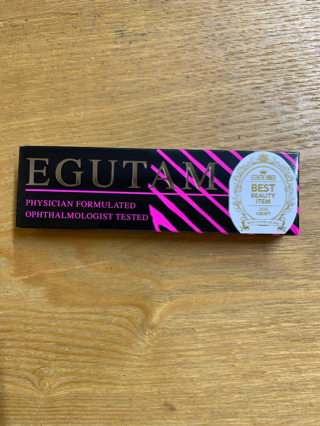 EGUTAM
PHYSICIAN FORMULATED
OPHTHALMOLOGIST TESTED
BEST
BEAUTY
ITEM